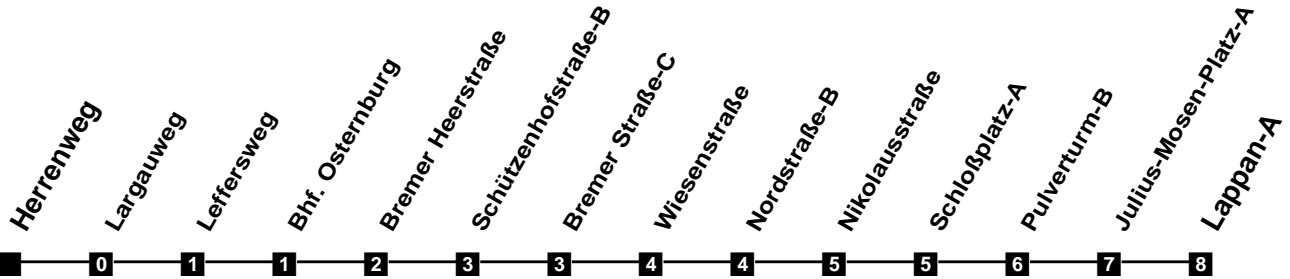 Herrenweg
Largauweg
Leffersweg
Bhf. Osternburg
Bremer Heerstraße
Schützenhofstraße-B
Bremer Straße-C
Wiesenstraße
Nordstraße-B
Nikolausstraße
Schloßplatz-A
Pulverturm-B
Julius-Mosen-Platz-A
Lappan-A
0 1 1 2 3 3 4 4 5 5 6 7 8